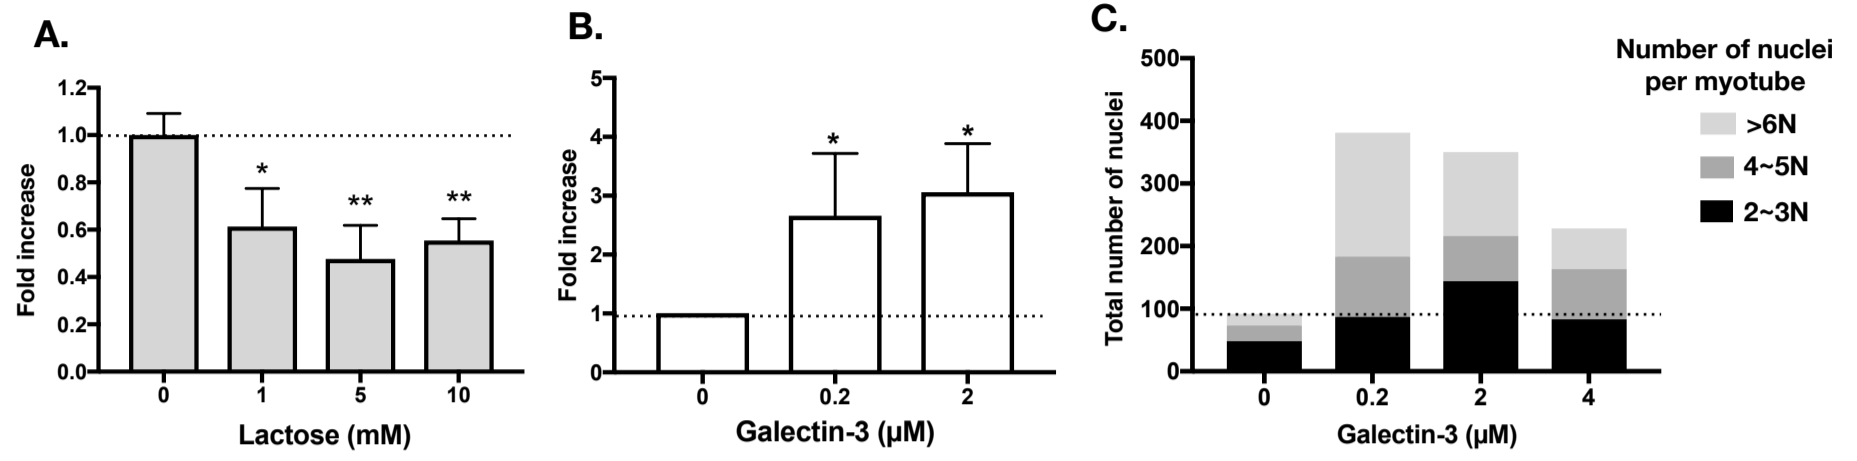 A.
Fold increase
1.2
1.0
0.8
0.6
0.4
0.2
0.0
*
**
**
0 1 5 10
Lactose (mM)
B.
Fold increase
5
4
3
2
1
0
*
*
0 0.2 2
Galectin-3 (μM)
C.
Total number of nuclei
500
400
300
200
100
0
0 0.2 2 4
Galectin-3 (μM)
Number of nuclei
per myotube
>6N
4~5N
2~3N